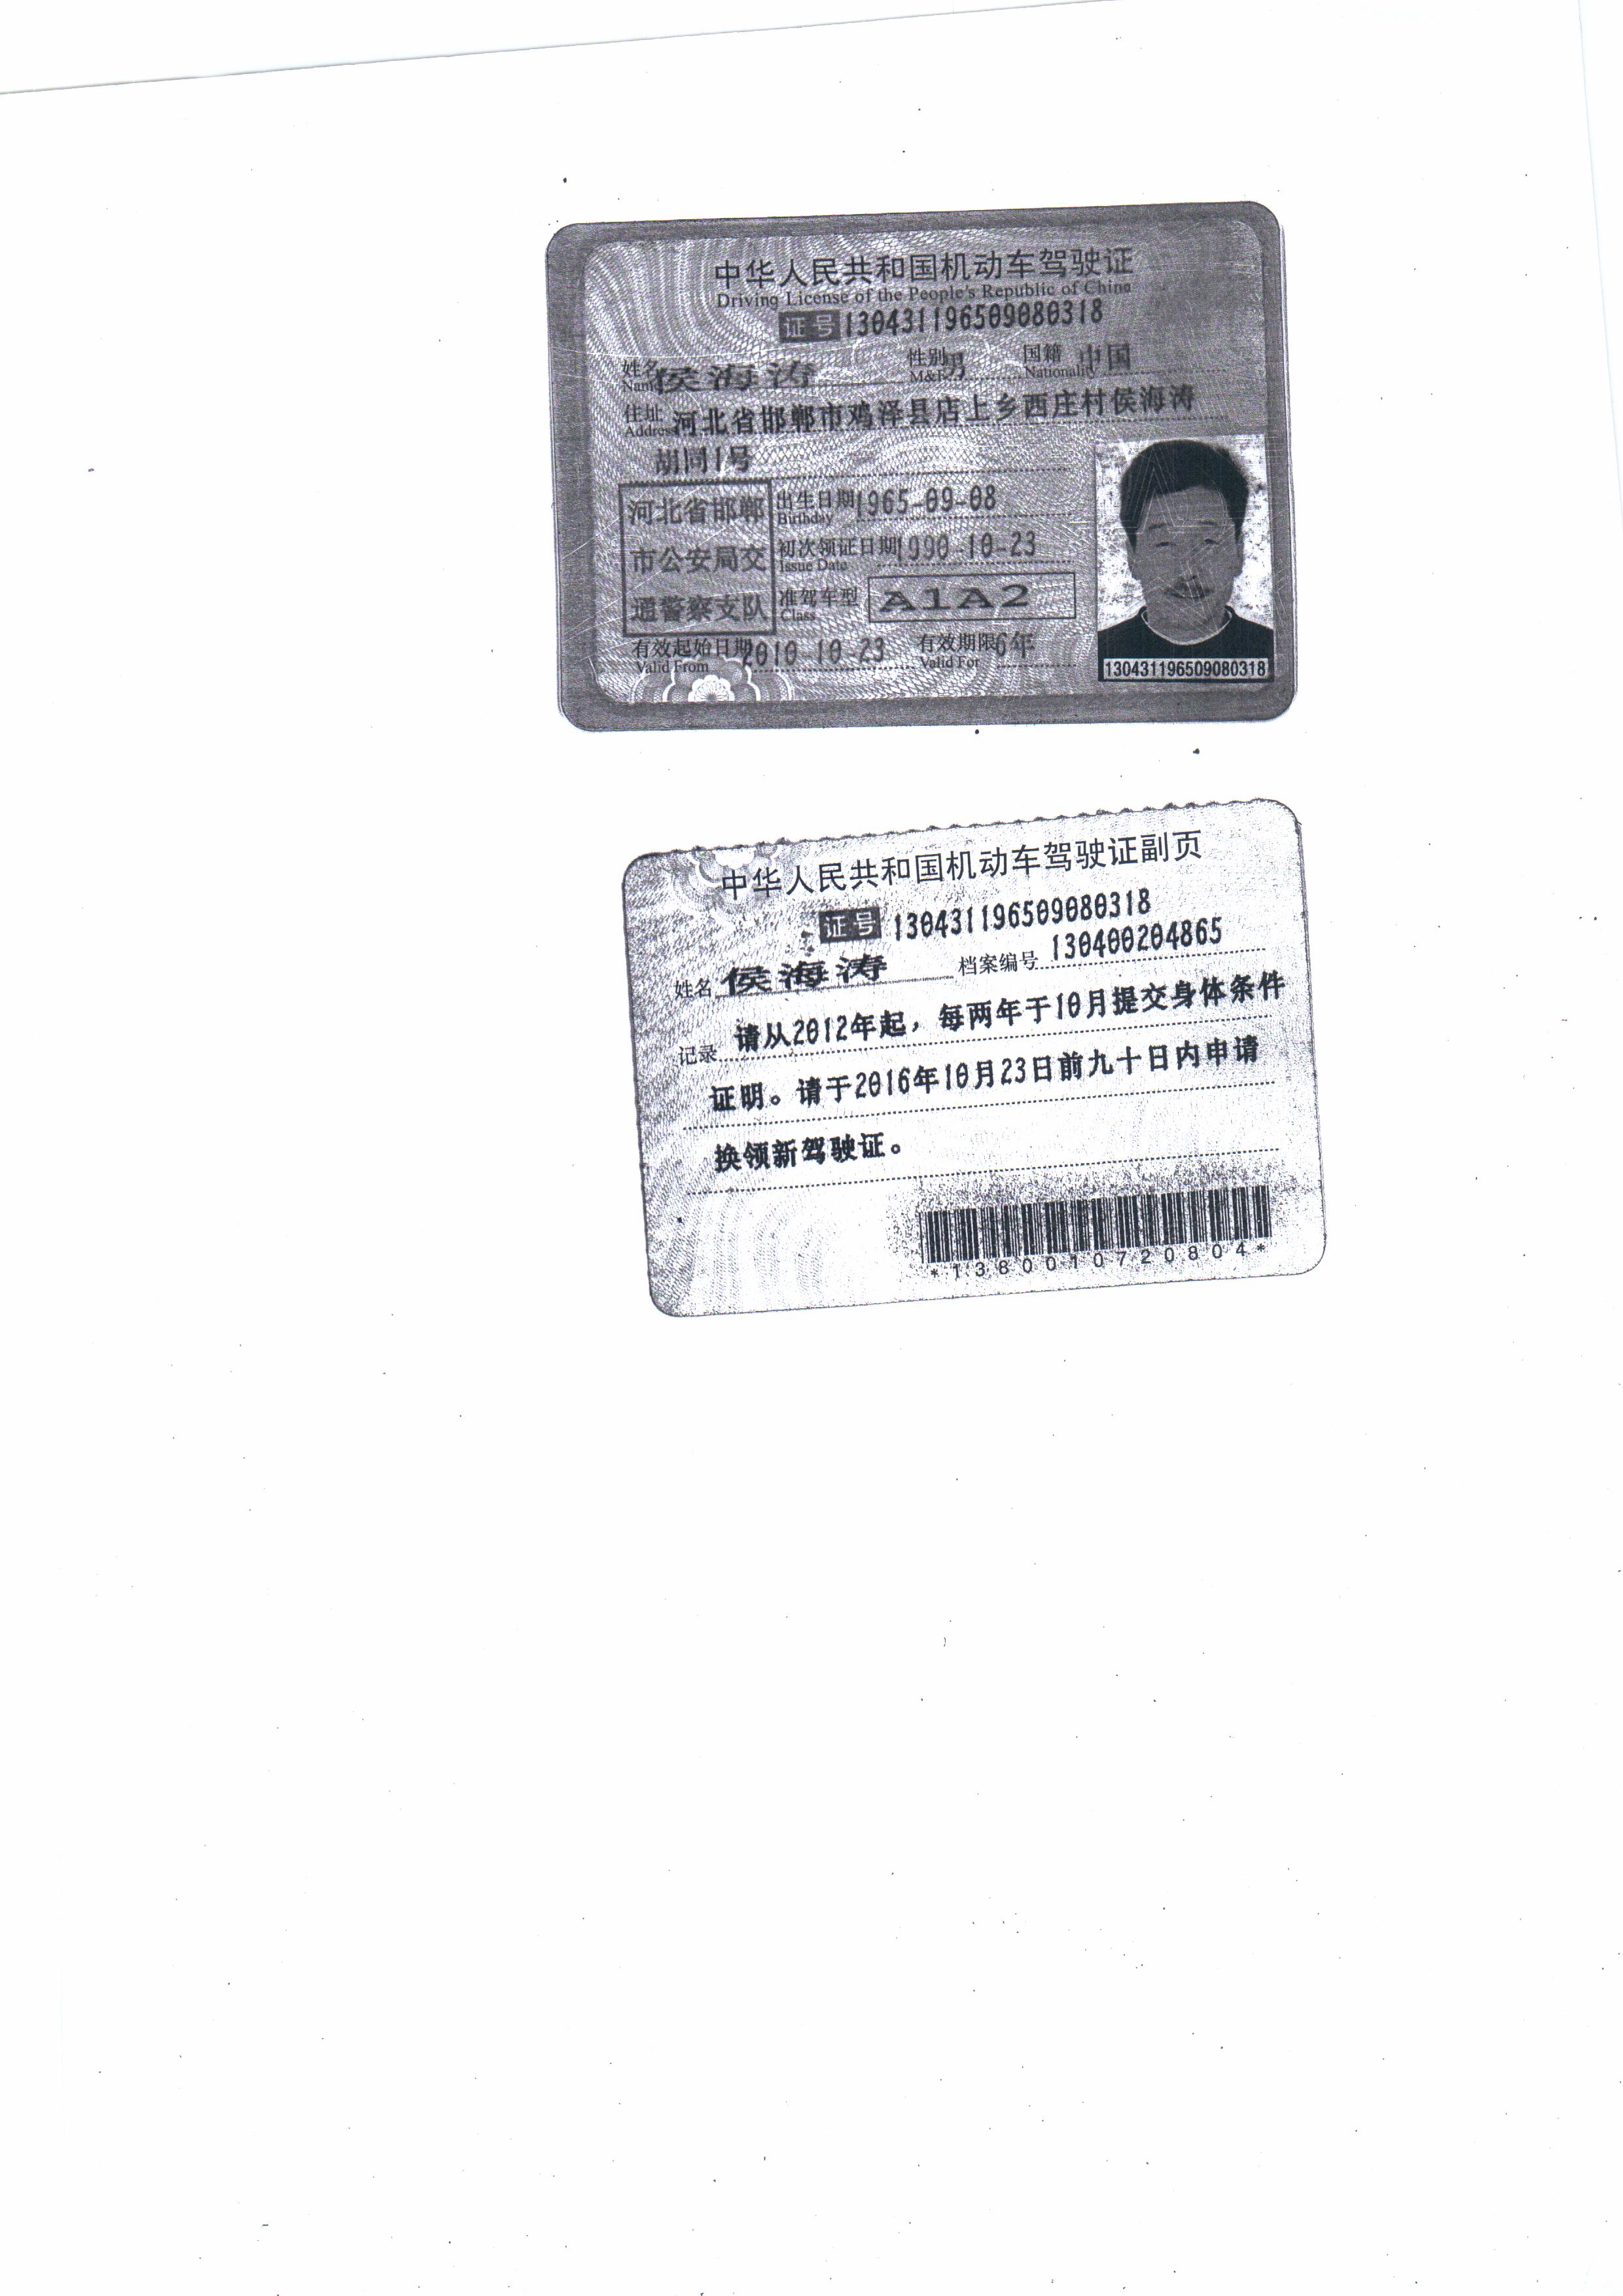 中华人民共和国机动车驾驶证
Driving License of the People's Republic of China
证号 130431196509080318
姓名 Name 侯海涛 性别 M&F 男 国籍 Nationality 中国
住址 Address 河北省邯郸市鸡泽县店上乡西庄村侯海涛
胡同1号
河北省邯郸
市公安局交
通警察支队
出生日期 Birthday 1965-09-08
初次领证日期 Issue Date 1990-10-23
准驾车型 Class A1A2
有效起始日期 Valid From 2010-10-23 有效期限 Valid For 6年
130431196509080318
中华人民共和国机动车驾驶证副页
证号 130431196509080318
姓名 侯海涛 档案编号 130400204865
记录 请从2012年起，每两年于10月提交身体条件
证明。请于2016年10月23日前九十日内申请
换领新驾驶证。
*1380010720804*